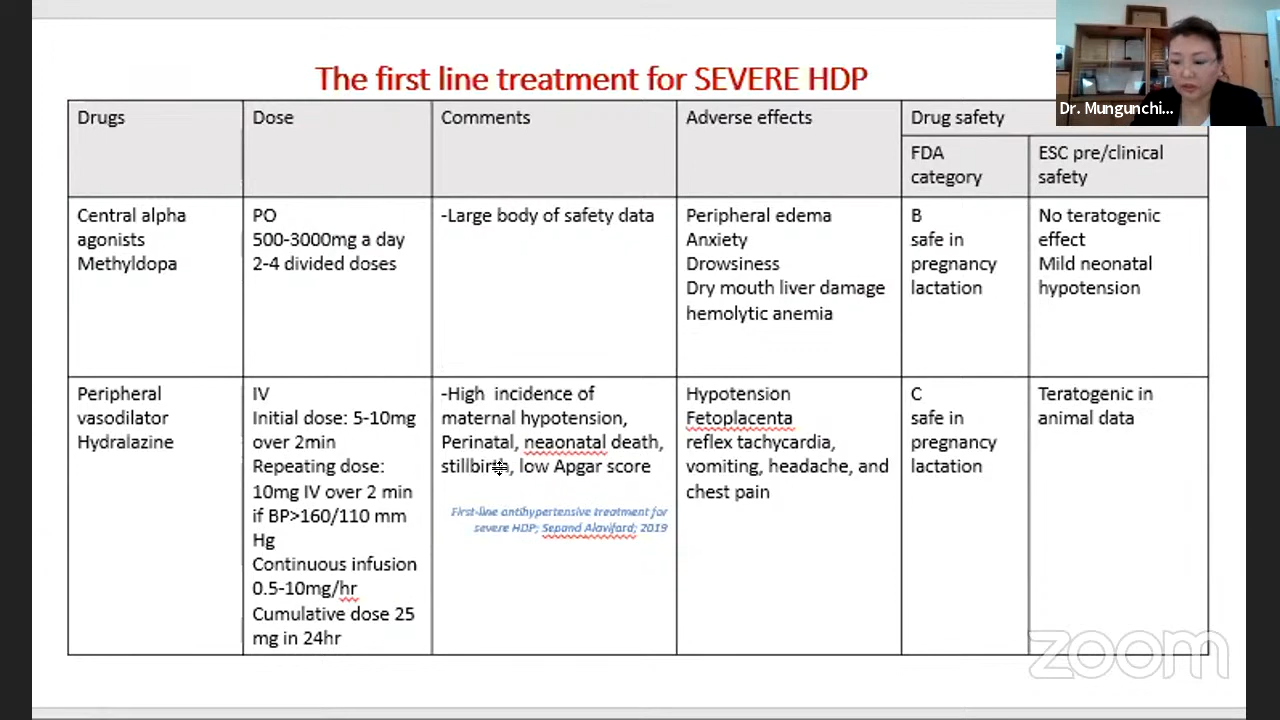 The first line treatment for SEVERE HDP
Dr. Mungunchi...
Drugs
Dose
Comments
Adverse effects
Drug safety
FDA
category
ESC pre/clinical
safety
Central alpha
agonists
Methyldopa
PO
500-3000mg a day
2-4 divided doses
-Large body of safety data
Peripheral edema
Anxiety
Drowsiness
Dry mouth liver damage
hemolytic anemia
B
safe in
pregnancy
lactation
No teratogenic
effect
Mild neonatal
hypotension
Peripheral
vasodilator
Hydralazine
IV
Initial dose: 5-10mg
over 2min
Repeating dose:
10mg IV over 2 min
if BP>160/110 mm
Hg
Continuous infusion
0.5-10mg/hr
Cumulative dose 25
mg in 24hr
-High incidence of
maternal hypotension,
Perinatal, neaonatal death,
stillbirth, low Apgar score
First-line antihypertensive treatment for
severe HDP; Sepand Alavifard; 2019
Hypotension
Fetoplacenta
reflex tachycardia,
vomiting, headache, and
chest pain
C
safe in
pregnancy
lactation
Teratogenic in
animal data
zoom